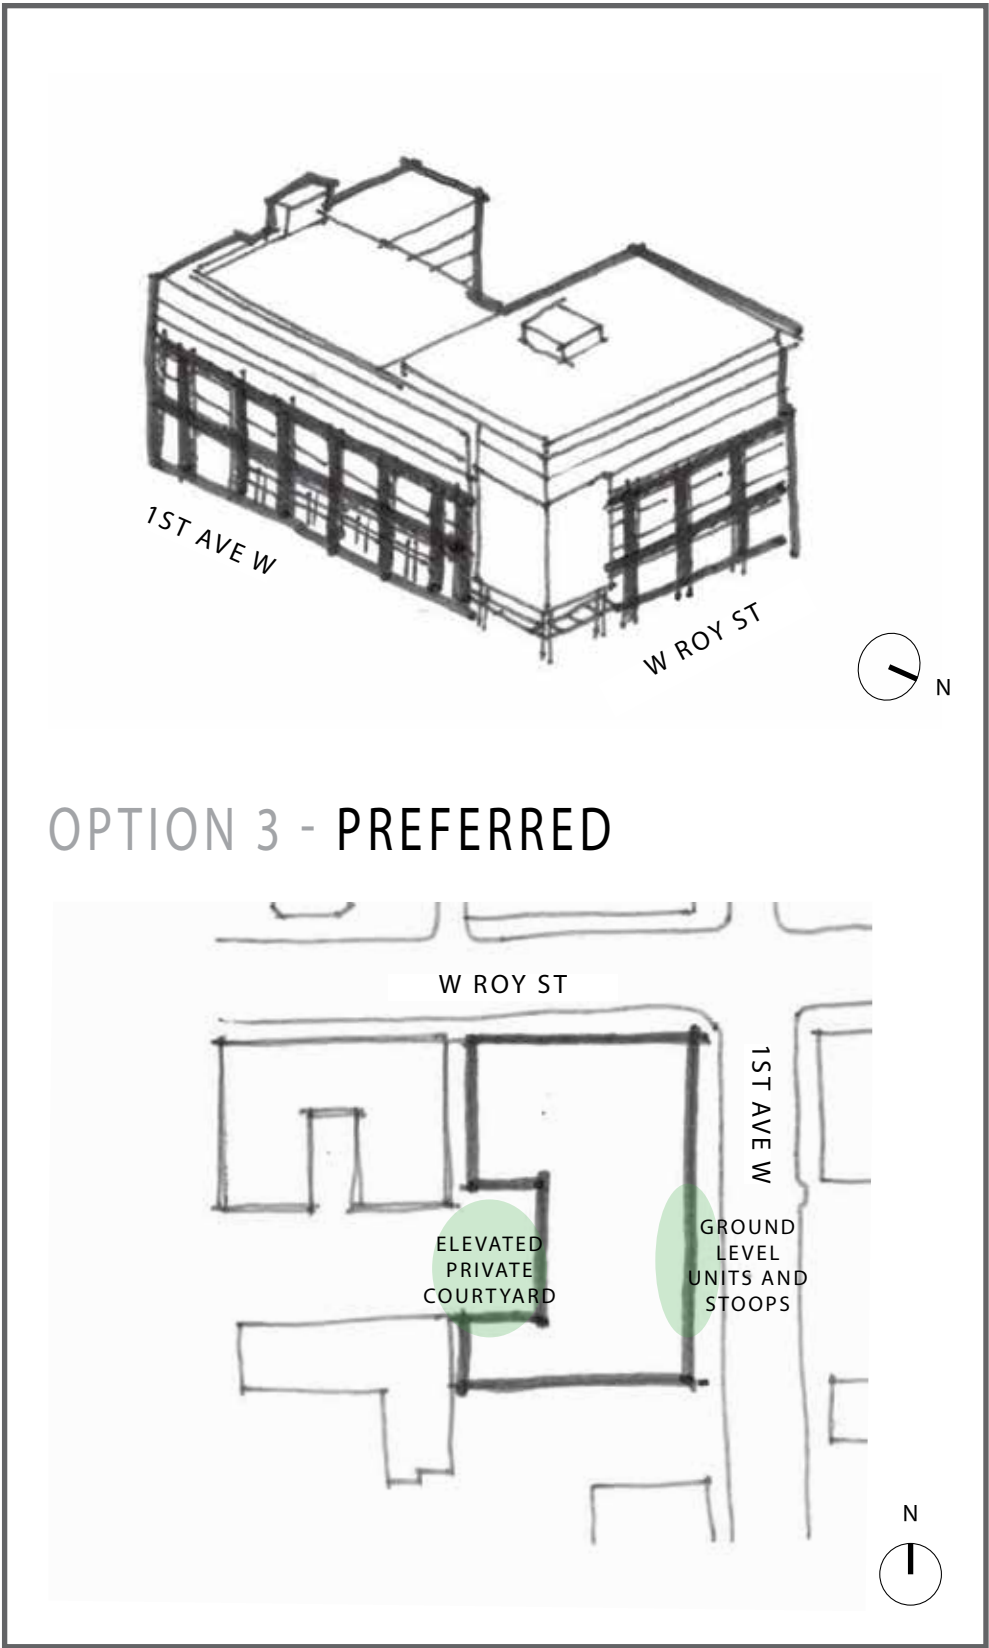 1ST AVE W
W ROY ST
N
OPTION 3 - PREFERRED
W ROY ST
1ST AVE W
ELEVATED
PRIVATE
COURTYARD
GROUND
LEVEL
UNITS AND
STOOPS
N